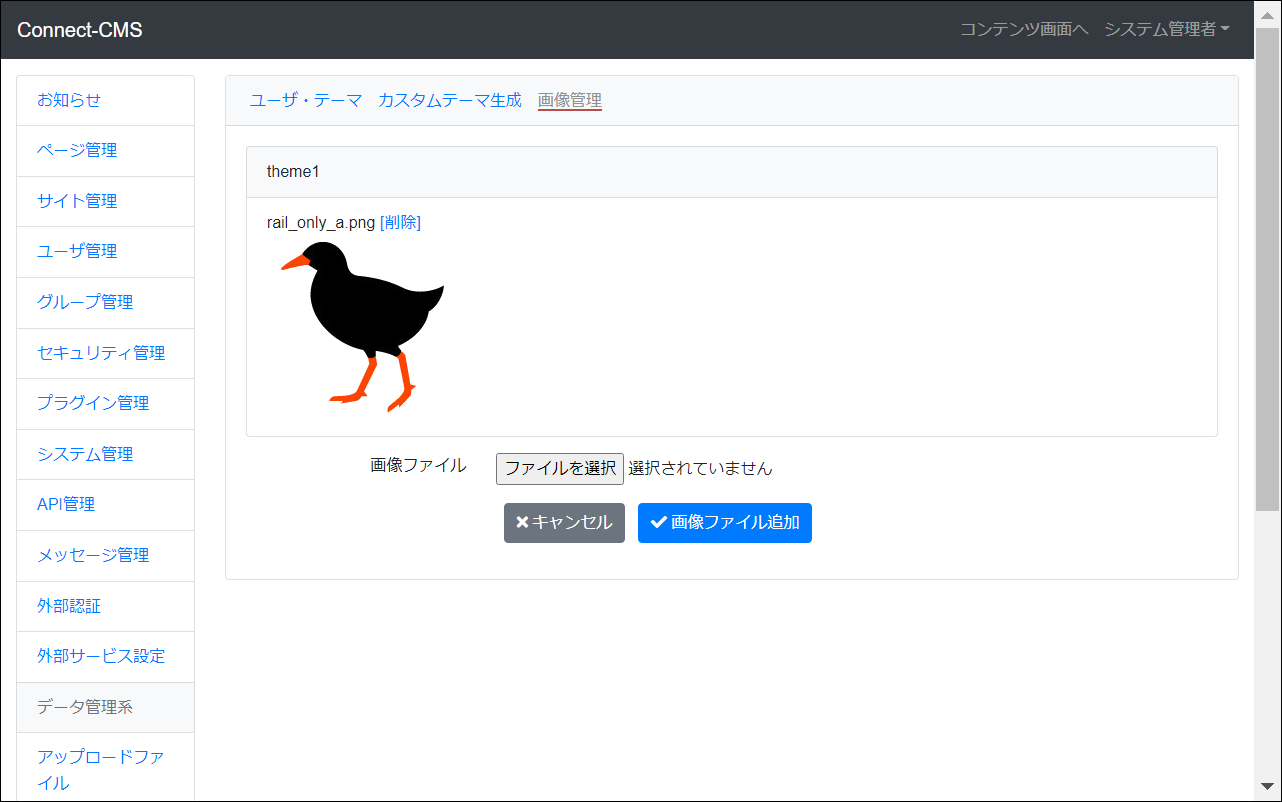 Connect-CMS
コンテンツ画面へ システム管理者
お知らせ
ページ管理
サイト管理
ユーザ管理
グループ管理
セキュリティ管理
プラグイン管理
システム管理
API管理
メッセージ管理
外部認証
外部サービス設定
データ管理系
アップロードファ
イル
ユーザ・テーマ カスタムテーマ生成 画像管理
theme1
rail_only_a.png [削除]
画像ファイル ファイルを選択 選択されていません
キャンセル 画像ファイル追加